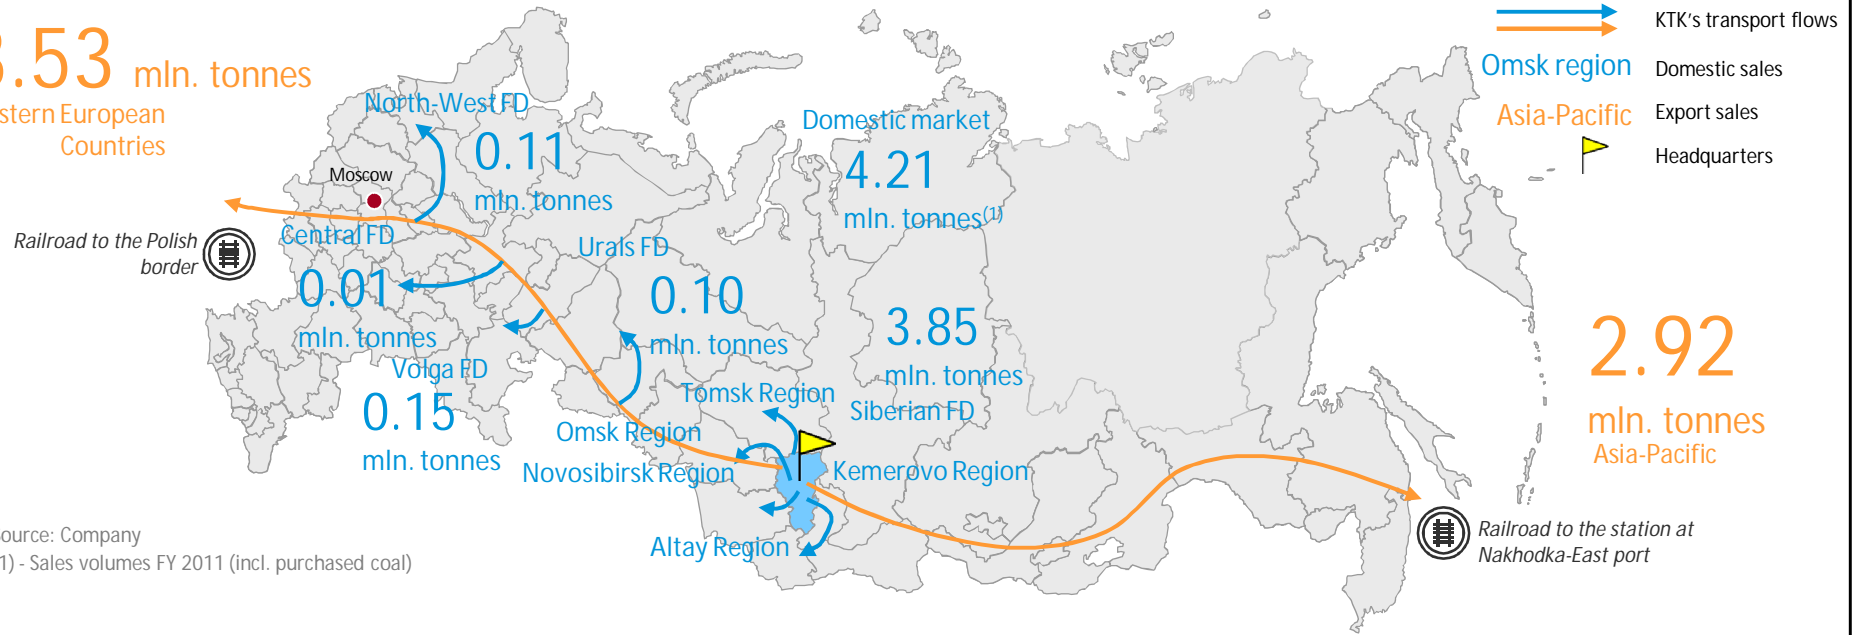 .53 mln. tonnes
stern European
Countries
North-West FD
0.11
mln. tonnes
Moscow
Railroad to the Polish
border
Central FD
0.01
mln. tonnes
Volga FD
0.15
mln. tonnes
Urals FD
0.10
mln. tonnes
Domestic market
4.21
mln. tonnes(1)
3.85
mln. tonnes
Siberian FD
Tomsk Region
Omsk Region
Novosibirsk Region
Kemerovo Region
Altay Region
KTK's transport flows
Omsk region Domestic sales
Asia-Pacific Export sales
Headquarters
2.92
mln. tonnes
Asia-Pacific
Railroad to the station at
Nakhodka-East port
ource: Company
1) - Sales volumes FY 2011 (incl. purchased coal)